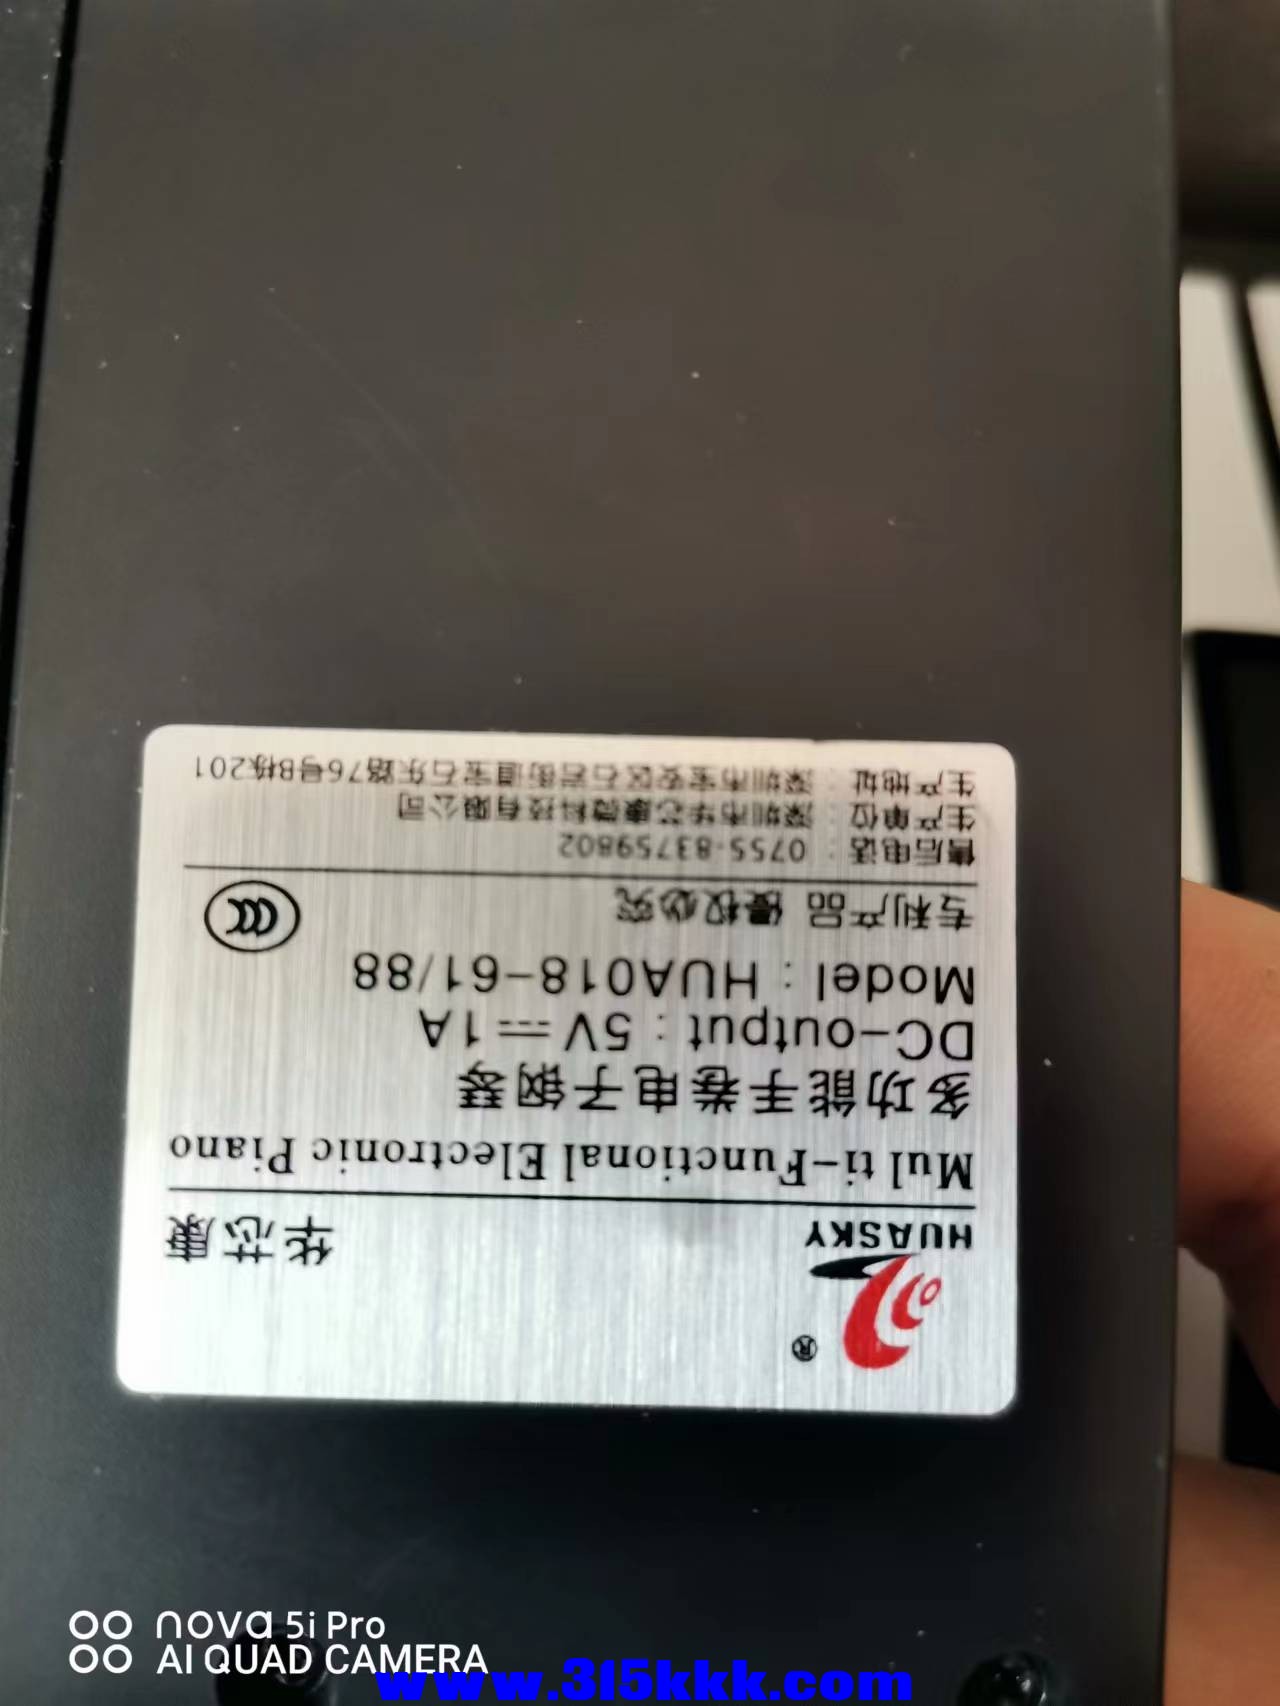 ®
HUASKY
华芯康
Multi-Functional Electronic Piano
多功能手卷电子钢琴
DC-output：5V⎓1A
Model：HUA018-61/88
专利产品 侵权必究
CCC
售后电话：0755-83759802
生产单位：深圳市华芯康微科技有限公司
生产地址：深圳市宝安区石岩街道宝石东路76号B栋201
nova 5i Pro
AI QUAD CAMERA
www.315kkk.com